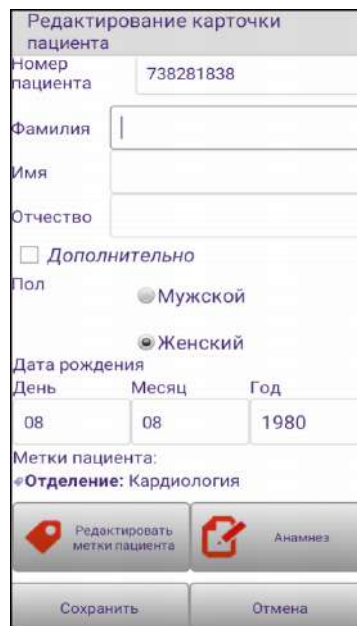 Редактирование карточки
пациента
Номер
пациента
738281838
Фамилия
Имя
Отчество
Дополнительно
Пол
Мужской
Женский
Дата рождения
День Месяц Год
08 08 1980
Метки пациента:
Отделение: Кардиология
Редактировать
метки пациента
Анамнез
Сохранить Отмена